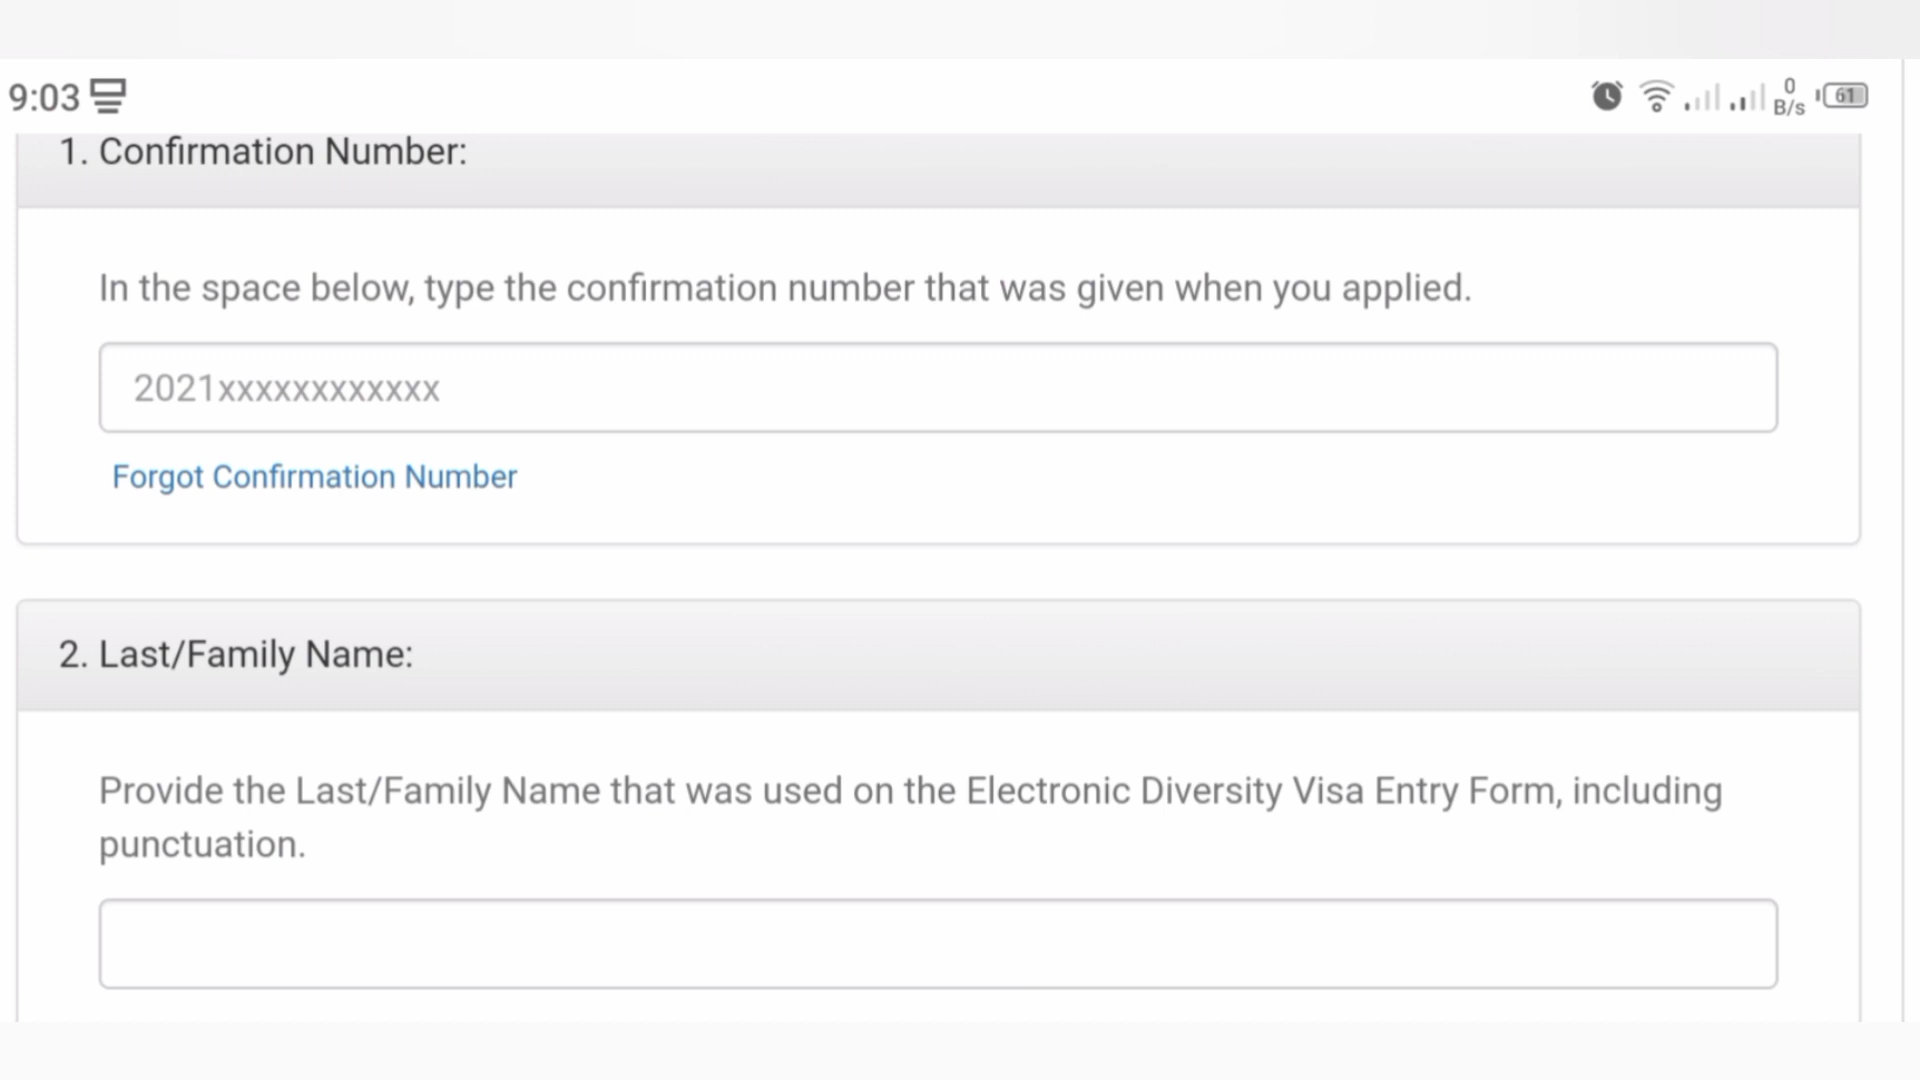 9:03
0
B/s
61
1. Confirmation Number:
In the space below, type the confirmation number that was given when you applied.
2021xxxxxxxxxxxx
Forgot Confirmation Number
2. Last/Family Name:
Provide the Last/Family Name that was used on the Electronic Diversity Visa Entry Form, including
punctuation.